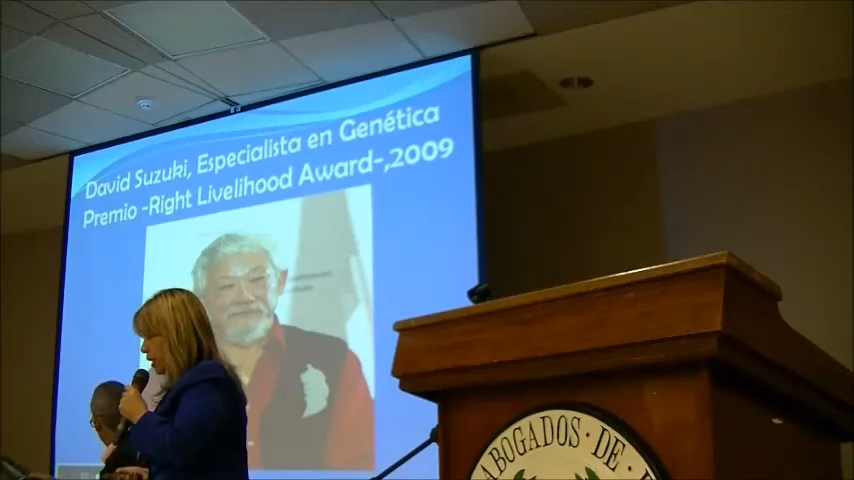 David Suzuki, Especialista en Genética
Premio -Right Livelihood Award-,2009
ABOGADOS DE